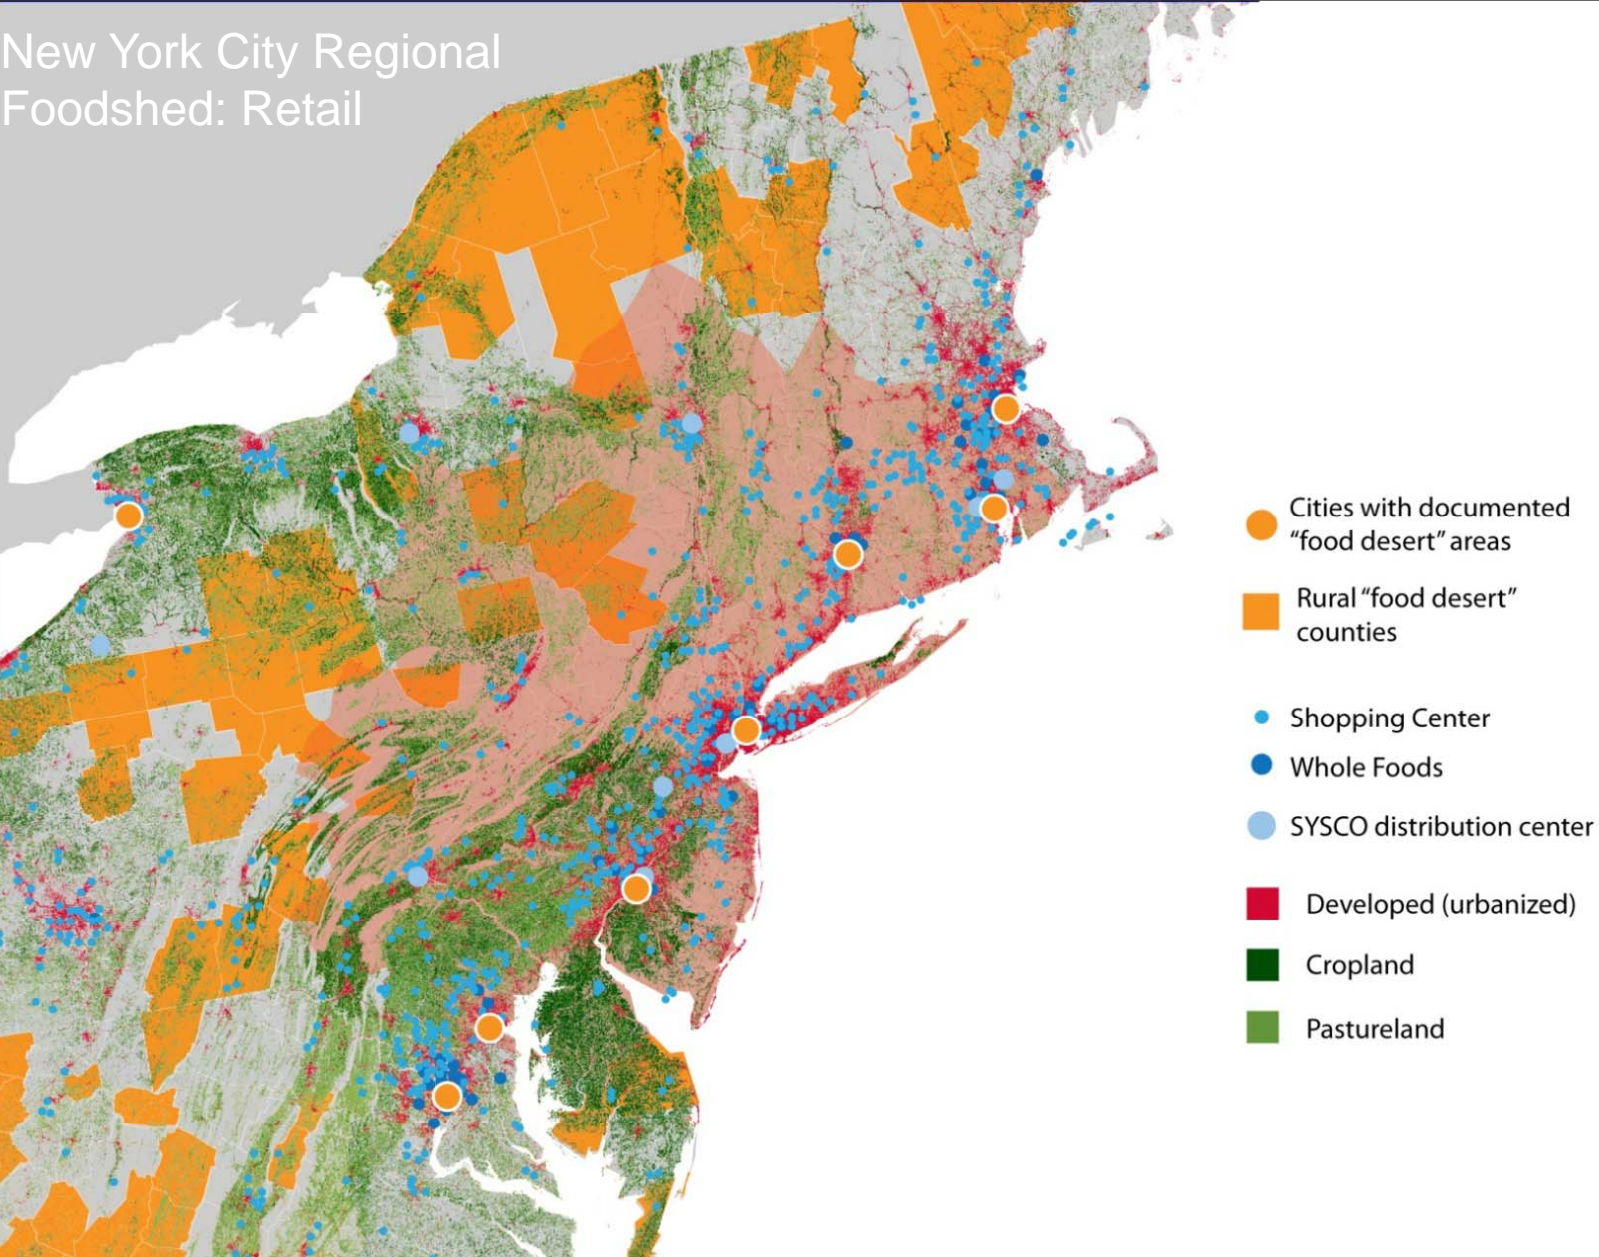 New York City Regional
Foodshed: Retail
Cities with documented
“food desert” areas
Rural “food desert”
counties
Shopping Center
Whole Foods
SYSCO distribution center
Developed (urbanized)
Cropland
Pastureland